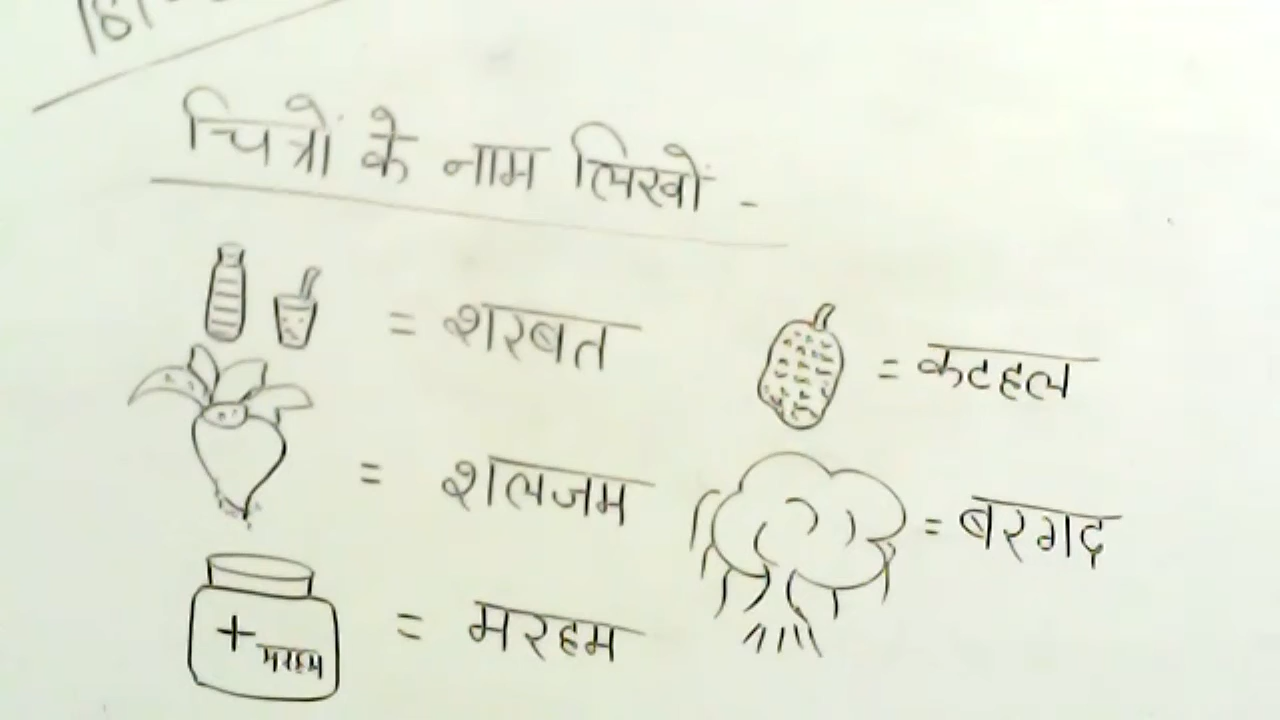 चित्रों के नाम लिखों -
= शरबत
= कटहल
= शलजम
= बरगद
+ मरहम
= मरहम